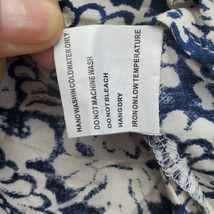 HAND WASH IN COLD WATER ONLY
DO NOT MACHINE WASH
DO NOT BLEACH
HANG DRY
IRON ON LOW TEMPERATURE